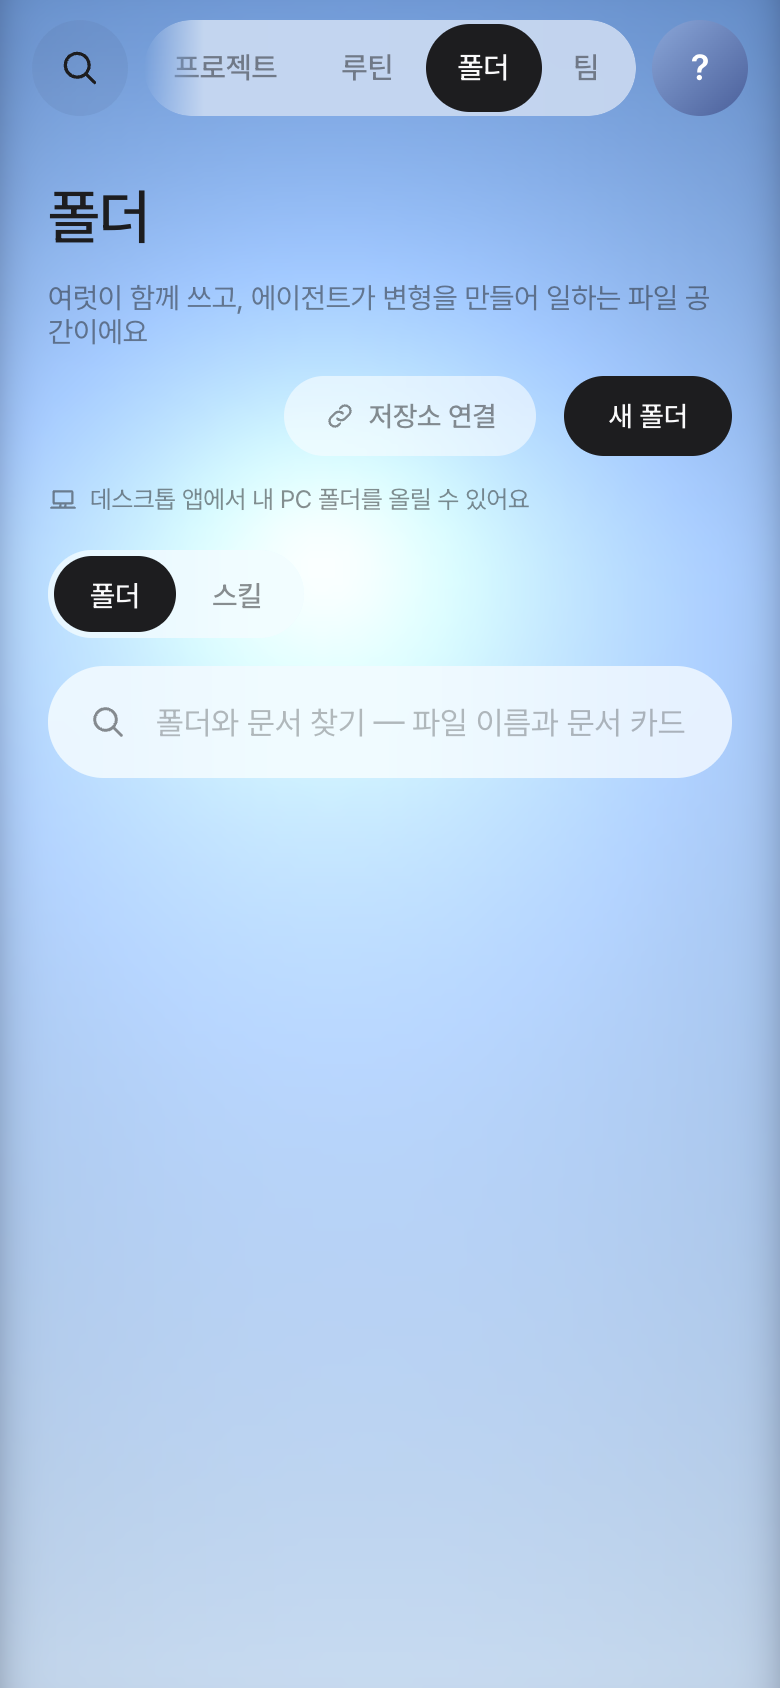 프로젝트 루틴 폴더 팀 ?
폴더
여럿이 함께 쓰고, 에이전트가 변형을 만들어 일하는 파일 공
간이에요
저장소 연결 새 폴더
데스크톱 앱에서 내 PC 폴더를 올릴 수 있어요
폴더 스킬
폴더와 문서 찾기 — 파일 이름과 문서 카드